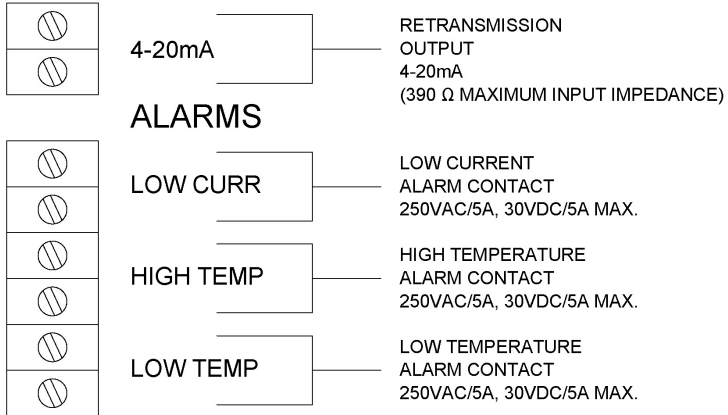 4-20mA
RETRANSMISSION
OUTPUT
4-20mA
(390 Ω MAXIMUM INPUT IMPEDANCE)
ALARMS
LOW CURR
LOW CURRENT
ALARM CONTACT
250VAC/5A, 30VDC/5A MAX.
HIGH TEMP
HIGH TEMPERATURE
ALARM CONTACT
250VAC/5A, 30VDC/5A MAX.
LOW TEMP
LOW TEMPERATURE
ALARM CONTACT
250VAC/5A, 30VDC/5A MAX.